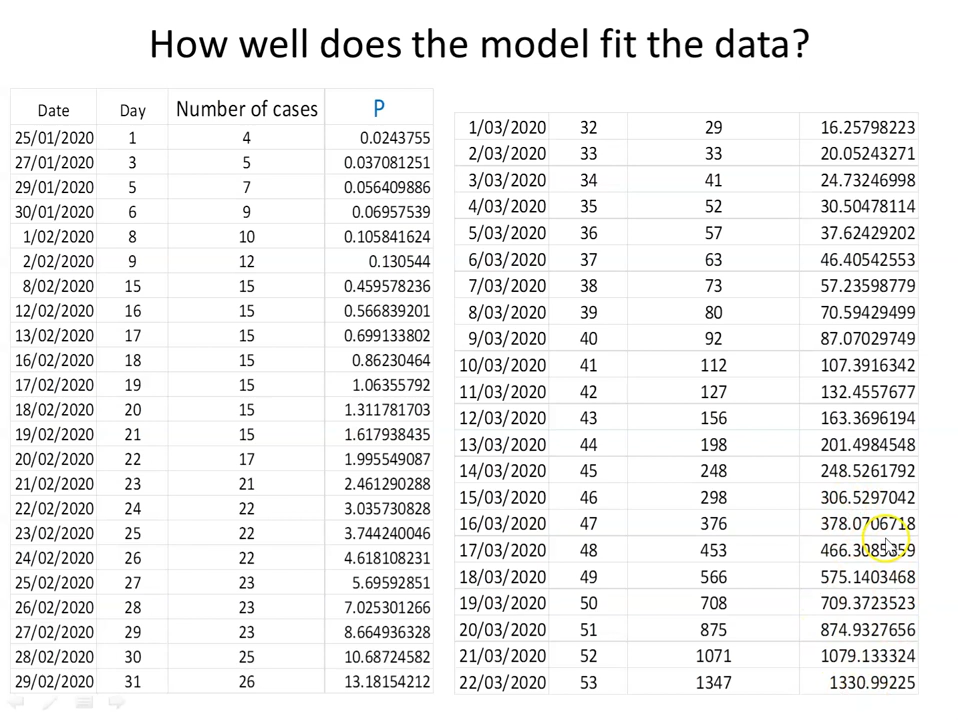 How well does the model fit the data?
Date Day Number of cases P
25/01/2020 1 4 0.0243755
27/01/2020 3 5 0.037081251
29/01/2020 5 7 0.056409886
30/01/2020 6 9 0.06957539
1/02/2020 8 10 0.105841624
2/02/2020 9 12 0.130544
8/02/2020 15 15 0.459578236
12/02/2020 16 15 0.566839201
13/02/2020 17 15 0.699133802
16/02/2020 18 15 0.86230464
17/02/2020 19 15 1.06355792
18/02/2020 20 15 1.311781703
19/02/2020 21 15 1.617938435
20/02/2020 22 17 1.995549087
21/02/2020 23 21 2.461290288
22/02/2020 24 22 3.035730828
23/02/2020 25 22 3.744240046
24/02/2020 26 22 4.618108231
25/02/2020 27 23 5.69592851
26/02/2020 28 23 7.025301266
27/02/2020 29 23 8.664936328
28/02/2020 30 25 10.68724582
29/02/2020 31 26 13.18154212
1/03/2020 32 29 16.25798223
2/03/2020 33 33 20.05243271
3/03/2020 34 41 24.73246998
4/03/2020 35 52 30.50478114
5/03/2020 36 57 37.62429202
6/03/2020 37 63 46.40542553
7/03/2020 38 73 57.23598779
8/03/2020 39 80 70.59429499
9/03/2020 40 92 87.07029749
10/03/2020 41 112 107.3916342
11/03/2020 42 127 132.4557677
12/03/2020 43 156 163.3696194
13/03/2020 44 198 201.4984548
14/03/2020 45 248 248.5261792
15/03/2020 46 298 306.5297042
16/03/2020 47 376 378.0706718
17/03/2020 48 453 466.3085359
18/03/2020 49 566 575.1403468
19/03/2020 50 708 709.3723523
20/03/2020 51 875 874.9327656
21/03/2020 52 1071 1079.133324
22/03/2020 53 1347 1330.99225